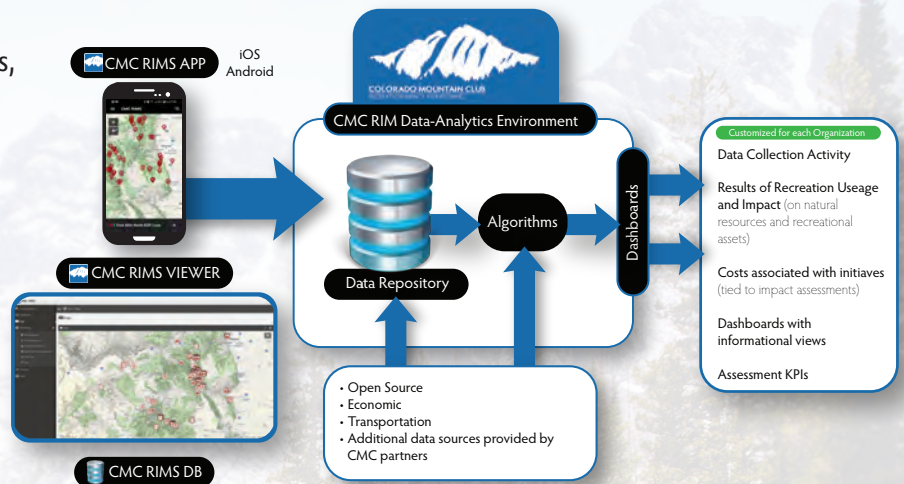 s,
CMC RIMS APP
iOS
Android
CMC RIMS VIEWER
CMC RIMS DB
COLORADO MOUNTAIN CLUB
CMC RIM Data-Analytics Environment
Data Repository
Algorithms
Dashboards
• Open Source
• Economic
• Transportation
• Additional data sources provided by
CMC partners
Customized for each Organization
Data Collection Activity
Results of Recreation Useage
and Impact (on natural
resources and recreational
assets)
Costs associated with initiaves
(tied to impact assessments)
Dashboards with
informational views
Assessment KPIs